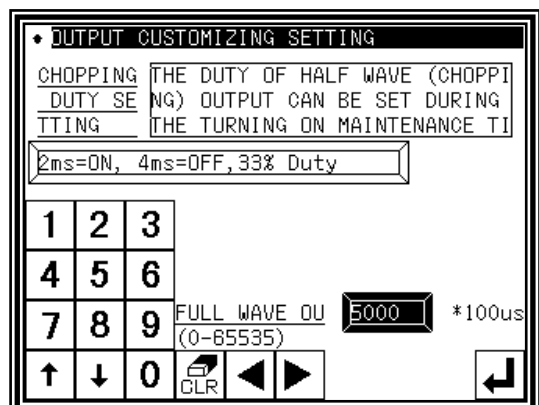 ◆ OUTPUT CUSTOMIZING SETTING
CHOPPING DUTY SETTING
THE DUTY OF HALF WAVE (CHOPPI
NG) OUTPUT CAN BE SET DURING
THE TURNING ON MAINTENANCE TI
2ms=ON, 4ms=OFF,33% Duty
1 2 3
4 5 6
7 8 9
FULL WAVE OU 5000 *100us
(0-65535)
↑ ↓ 0 CLR ◀ ▶ ↵